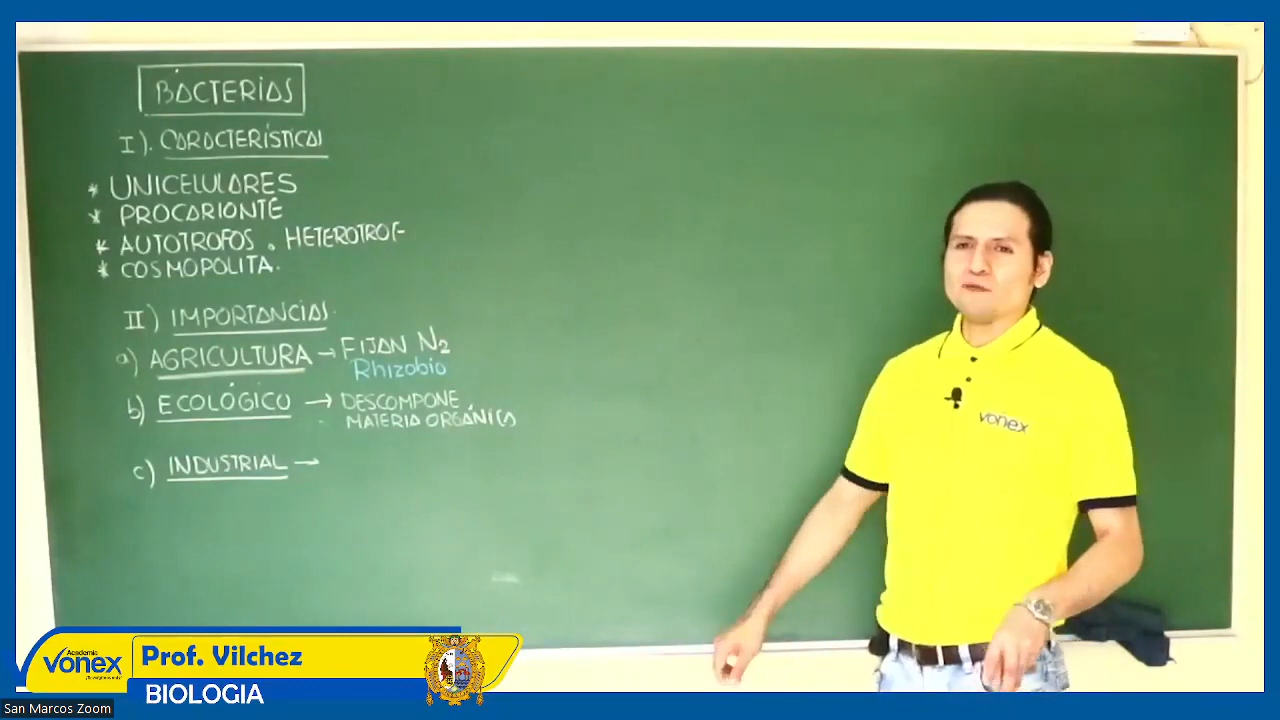 BACTERIAS
I). CARACTERÍSTICAS
* UNICELULARES
* PROCARIONTE
* AUTOTROFOS . HETEROTROF
* COSMOPOLITA.
II) IMPORTANCIAS.
a) AGRICULTURA → FIJAN N2
Rhizobio
b) ECOLÓGICO → DESCOMPONE
MATERIA ORGÁNICA
c) INDUSTRIAL →
vonex
Academia
vonex
Prof. Vilchez
BIOLOGIA
San Marcos Zoom